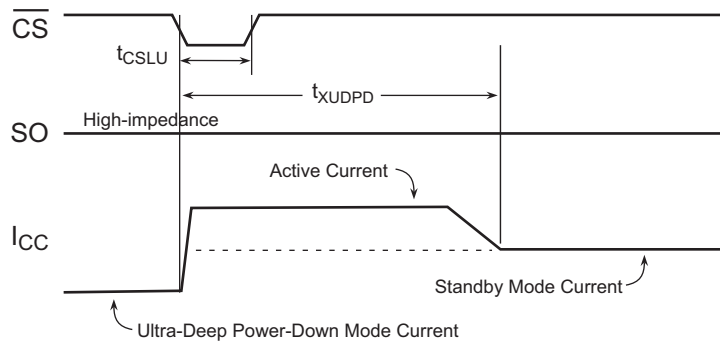 CS
tCSLU
tXUDPD
High-impedance
SO
Active Current
ICC
Standby Mode Current
Ultra-Deep Power-Down Mode Current